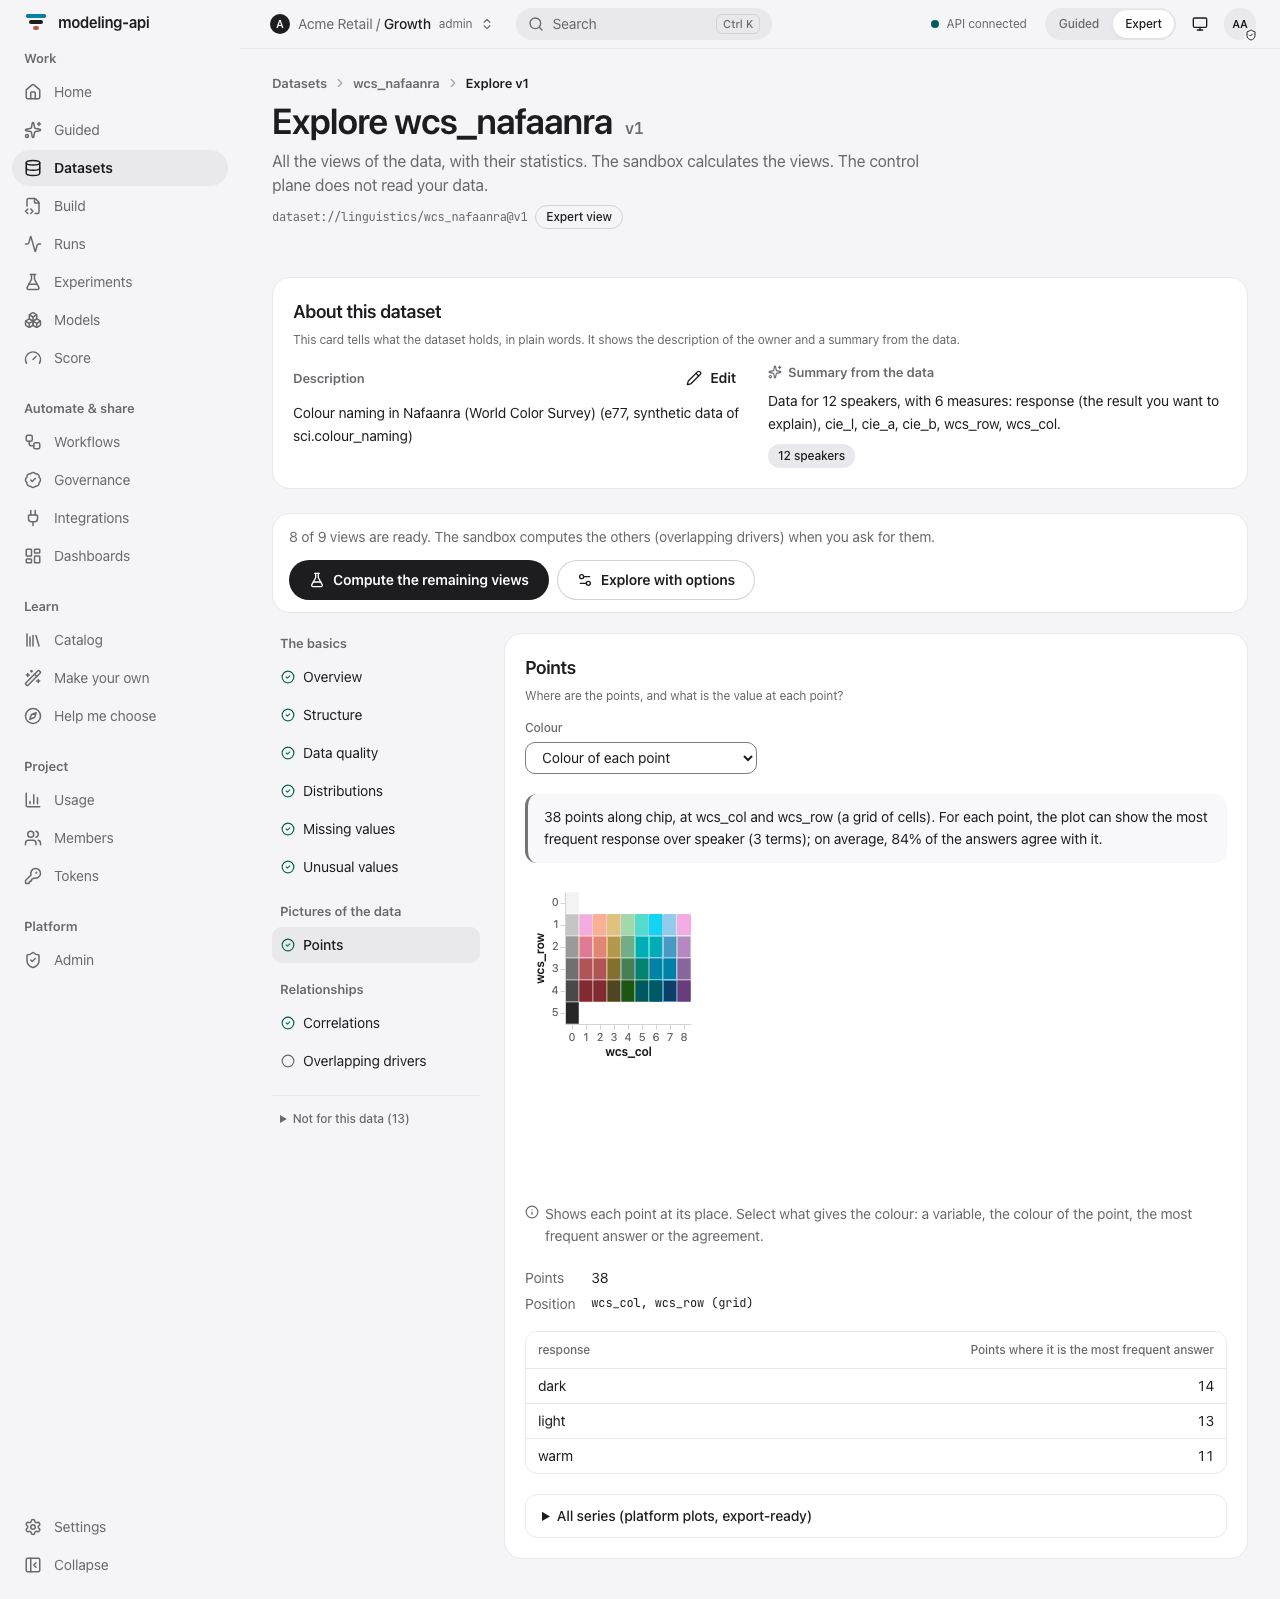 modeling-api
A Acme Retail / Growth admin
Search
Ctrl K
API connected
Guided
Expert
AA
Work
Home
Guided
Datasets
Build
Runs
Experiments
Models
Score
Automate & share
Workflows
Governance
Integrations
Dashboards
Learn
Catalog
Make your own
Help me choose
Project
Usage
Members
Tokens
Platform
Admin
Settings
Collapse
Datasets > wcs_nafaanra > Explore v1
Explore wcs_nafaanra v1
All the views of the data, with their statistics. The sandbox calculates the views. The control
plane does not read your data.
dataset://linguistics/wcs_nafaanra@v1
Expert view
About this dataset
This card tells what the dataset holds, in plain words. It shows the description of the owner and a summary from the data.
Description
Edit
Colour naming in Nafaanra (World Color Survey) (e77, synthetic data of
sci.colour_naming)
Summary from the data
Data for 12 speakers, with 6 measures: response (the result you want to
explain), cie_l, cie_a, cie_b, wcs_row, wcs_col.
12 speakers
8 of 9 views are ready. The sandbox computes the others (overlapping drivers) when you ask for them.
Compute the remaining views
Explore with options
The basics
Overview
Structure
Data quality
Distributions
Missing values
Unusual values
Pictures of the data
Points
Relationships
Correlations
Overlapping drivers
Not for this data (13)
Points
Where are the points, and what is the value at each point?
Colour
Colour of each point
38 points along chip, at wcs_col and wcs_row (a grid of cells). For each point, the plot can show the most
frequent response over speaker (3 terms); on average, 84% of the answers agree with it.
wcs_row
0
1
2
3
4
5
0 1 2 3 4 5 6 7 8
wcs_col
Shows each point at its place. Select what gives the colour: a variable, the colour of the point, the most
frequent answer or the agreement.
Points 38
Position wcs_col, wcs_row (grid)
response Points where it is the most frequent answer
dark 14
light 13
warm 11
All series (platform plots, export-ready)